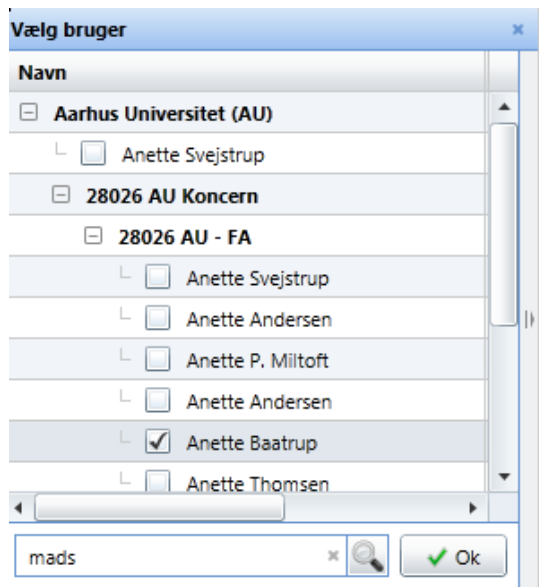 Vælg bruger
Navn
Aarhus Universitet (AU)
Anette Svejstrup
28026 AU Koncern
28026 AU - FA
Anette Svejstrup
Anette Andersen
Anette P. Miltoft
Anette Andersen
Anette Baatrup
Anette Thomsen
mads
Ok